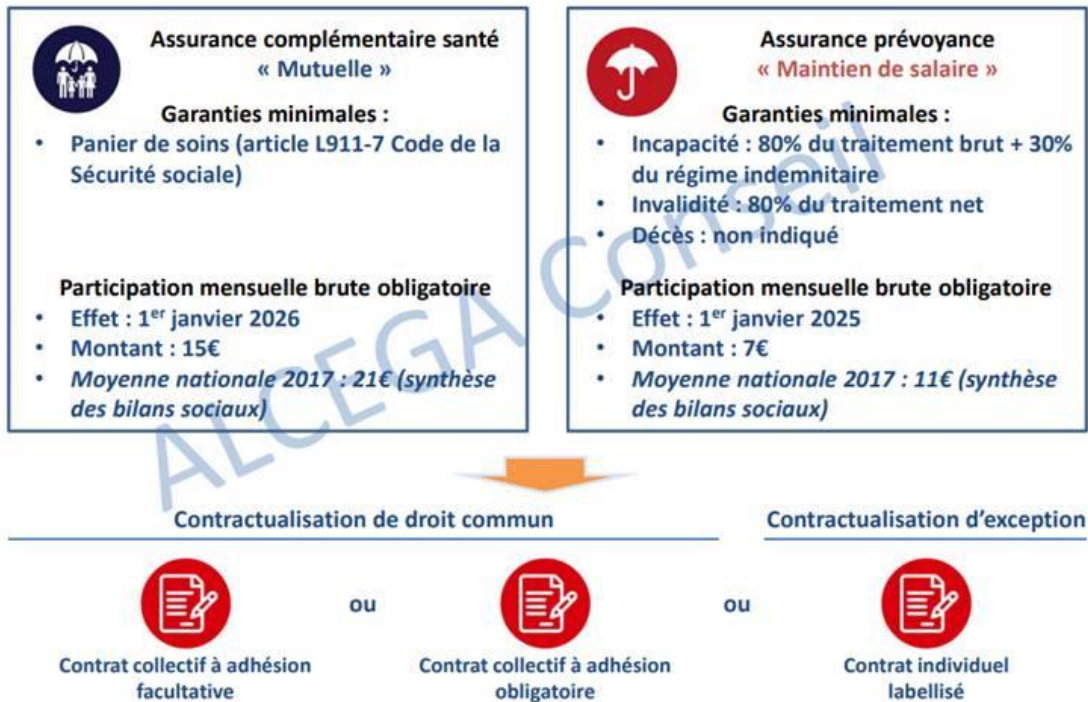 Assurance complémentaire santé
« Mutuelle »
Garanties minimales :
• Panier de soins (article L911-7 Code de la
Sécurité sociale)
Participation mensuelle brute obligatoire
• Effet : 1er janvier 2026
• Montant : 15€
• Moyenne nationale 2017 : 21€ (synthèse
des bilans sociaux)
Assurance prévoyance
« Maintien de salaire »
Garanties minimales :
• Incapacité : 80% du traitement brut + 30%
du régime indemnitaire
• Invalidité : 80% du traitement net
• Décès : non indiqué
Participation mensuelle brute obligatoire
• Effet : 1er janvier 2025
• Montant : 7€
• Moyenne nationale 2017 : 11€ (synthèse
des bilans sociaux)
ALCEGA Conseil
Contractualisation de droit commun
Contractualisation d’exception
ou
ou
Contrat collectif à adhésion
facultative
Contrat collectif à adhésion
obligatoire
Contrat individuel
labellisé